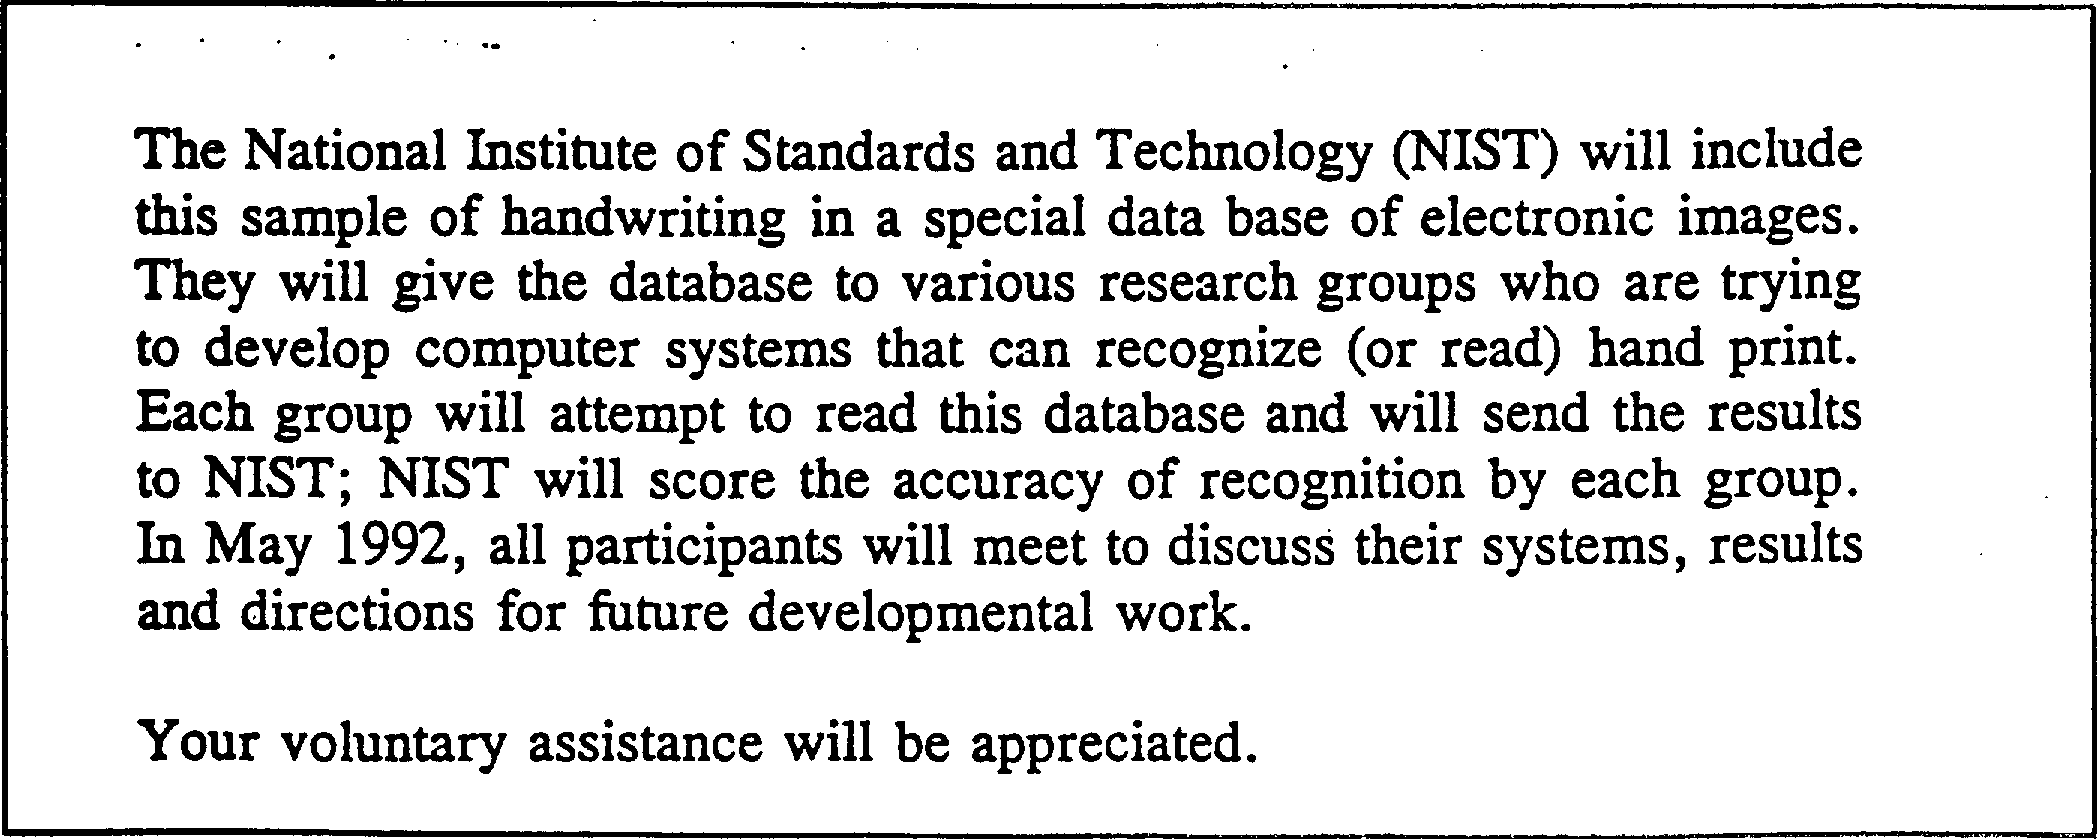 The National Institute of Standards and Technology (NIST) will include
this sample of handwriting in a special data base of electronic images.
They will give the database to various research groups who are trying
to develop computer systems that can recognize (or read) hand print.
Each group will attempt to read this database and will send the results
to NIST; NIST will score the accuracy of recognition by each group.
In May 1992, all participants will meet to discuss their systems, results
and directions for future developmental work.
Your voluntary assistance will be appreciated.